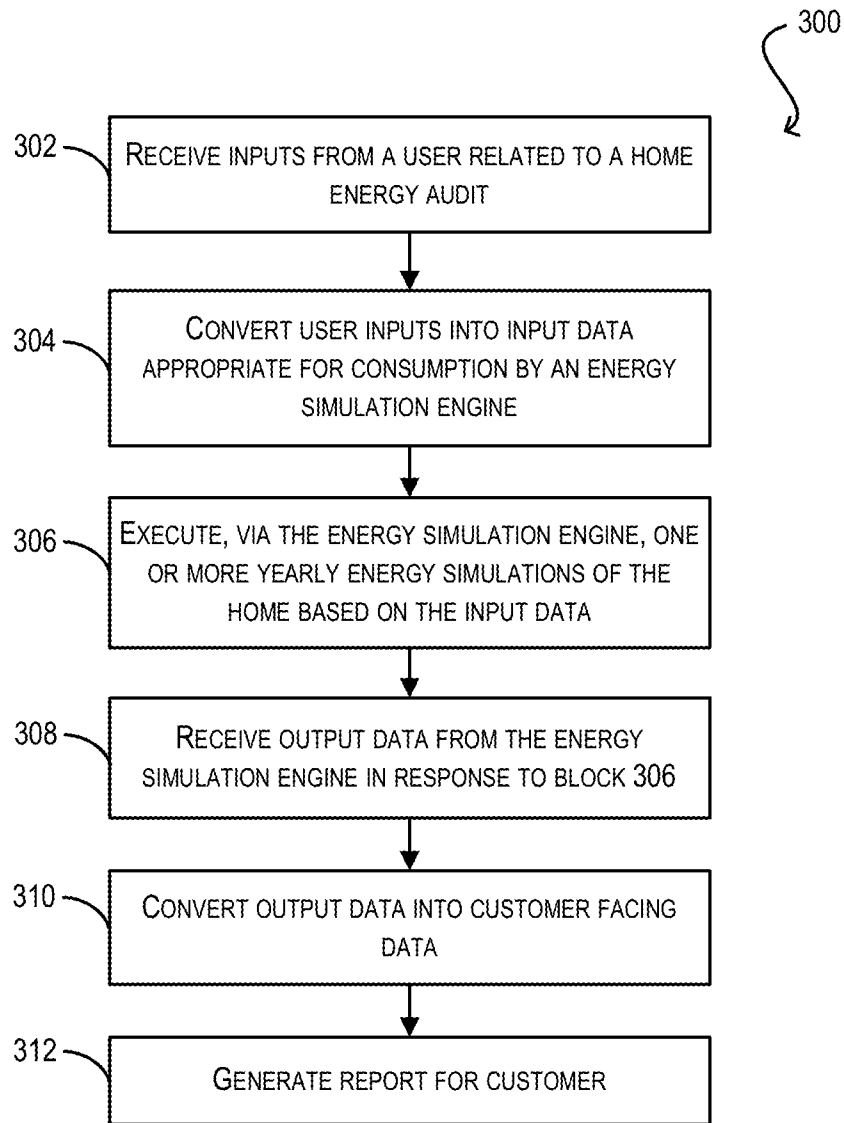 300
302
RECEIVE INPUTS FROM A USER RELATED TO A HOME
ENERGY AUDIT
304
CONVERT USER INPUTS INTO INPUT DATA
APPROPRIATE FOR CONSUMPTION BY AN ENERGY
SIMULATION ENGINE
306
EXECUTE, VIA THE ENERGY SIMULATION ENGINE, ONE
OR MORE YEARLY ENERGY SIMULATIONS OF THE
HOME BASED ON THE INPUT DATA
308
RECEIVE OUTPUT DATA FROM THE ENERGY
SIMULATION ENGINE IN RESPONSE TO BLOCK 306
310
CONVERT OUTPUT DATA INTO CUSTOMER FACING
DATA
312
GENERATE REPORT FOR CUSTOMER